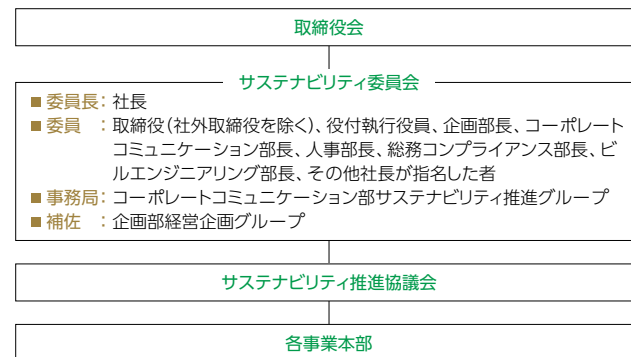 取締役会
サステナビリティ委員会
■委員長：社長
■委員　：取締役（社外取締役を除く）、役付執行役員、企画部長、コーポレート
コミュニケーション部長、人事部長、総務コンプライアンス部長、ビ
ルエンジニアリング部長、その他社長が指名した者
■事務局：コーポレートコミュニケーション部サステナビリティ推進グループ
■補佐　：企画部経営企画グループ
サステナビリティ推進協議会
各事業本部